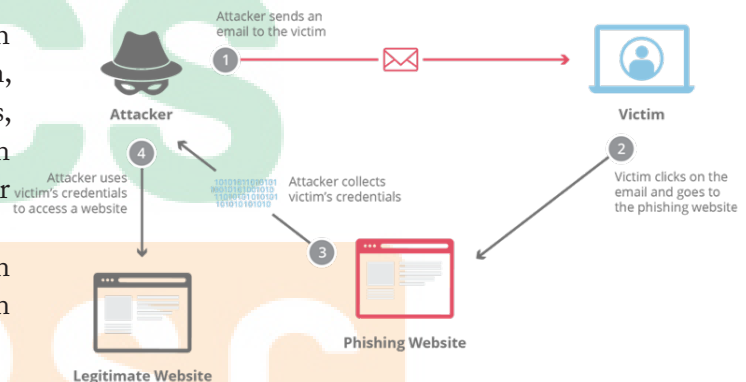 n
n,
s,
n
r
n
n
Attacker sends an
email to the victim
1
Attacker
Victim
4
Attacker uses
victim's credentials
to access a website
2
Victim clicks on the
email and goes to
the phishing website
Attacker collects
victim's credentials
3
Phishing Website
Legitimate Website